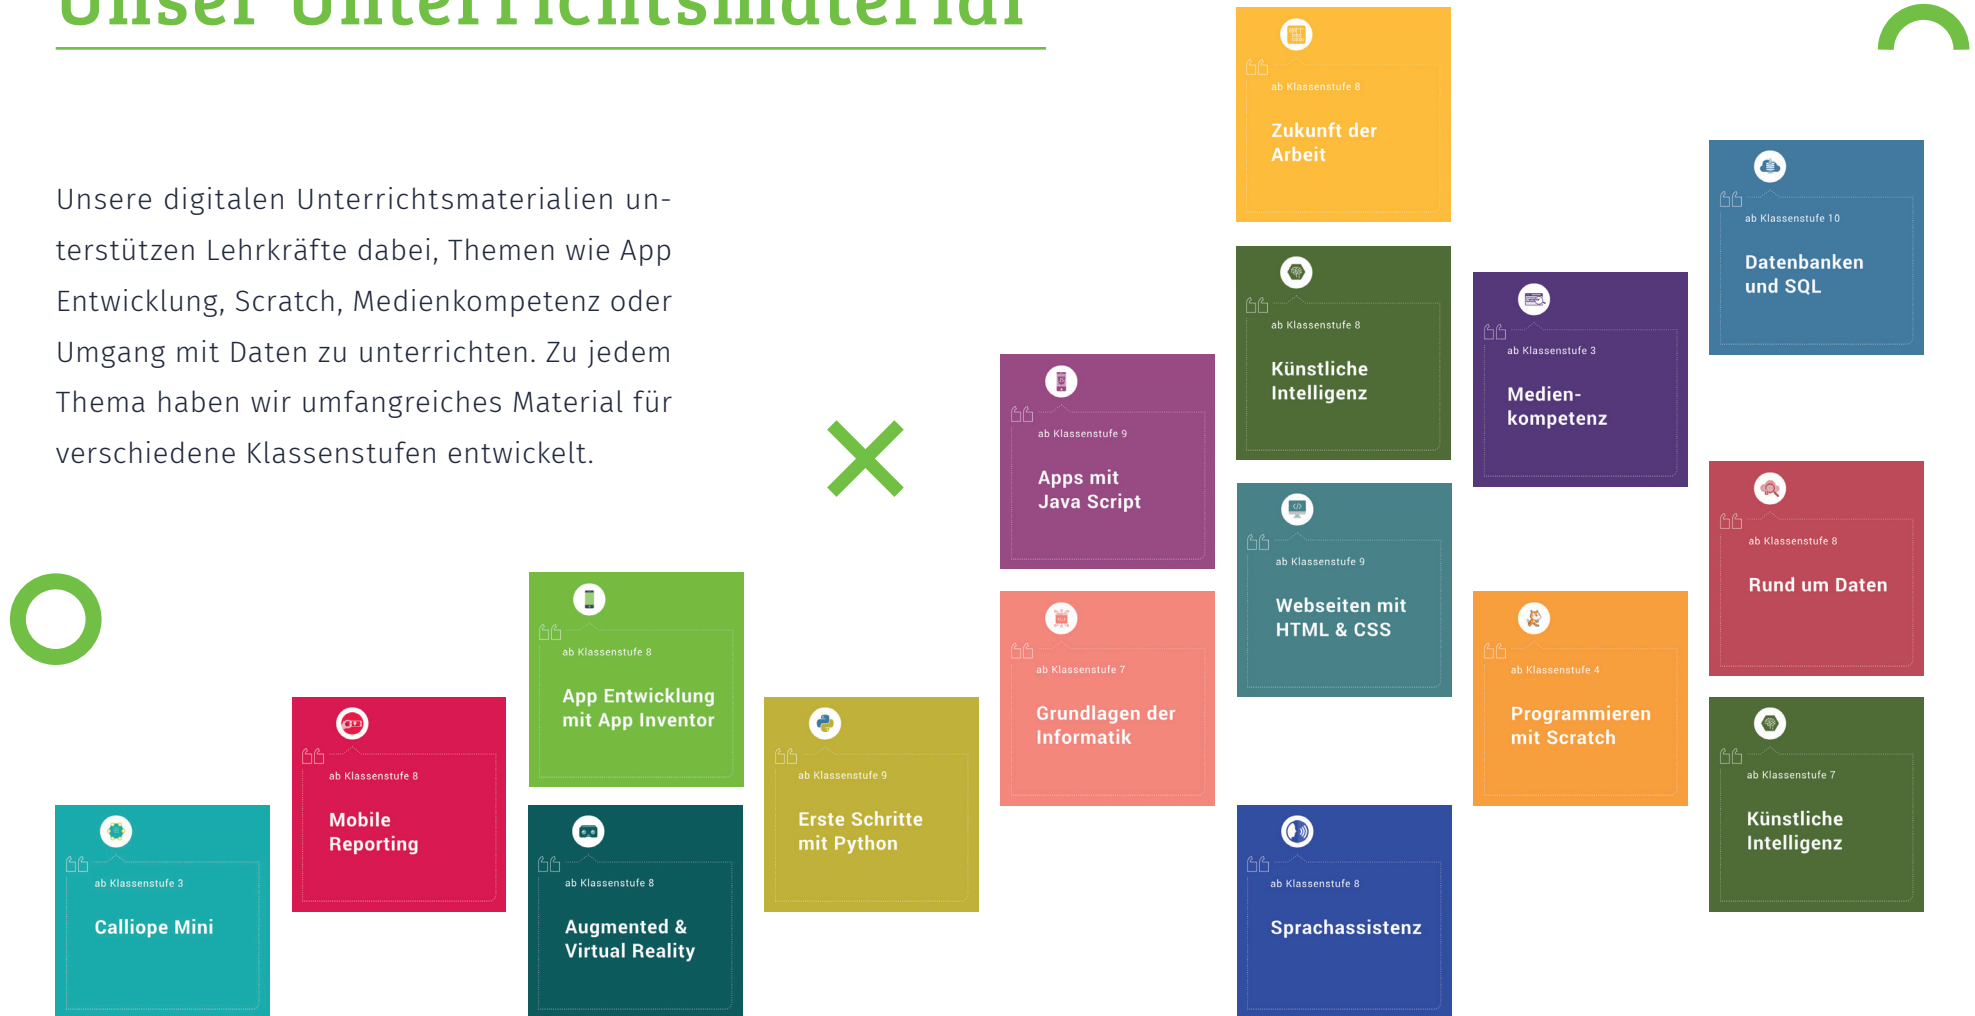 Unser Unterrichtsmaterial
Unsere digitalen Unterrichtsmaterialien un-
terstützen Lehrkräfte dabei, Themen wie App
Entwicklung, Scratch, Medienkompetenz oder
Umgang mit Daten zu unterrichten. Zu jedem
Thema haben wir umfangreiches Material für
verschiedene Klassenstufen entwickelt.
ab Klassenstufe 3
Calliope Mini
ab Klassenstufe 8
Mobile
Reporting
ab Klassenstufe 8
App Entwicklung
mit App Inventor
ab Klassenstufe 8
Augmented &
Virtual Reality
ab Klassenstufe 9
Erste Schritte
mit Python
ab Klassenstufe 9
Apps mit
Java Script
ab Klassenstufe 7
Grundlagen der
Informatik
ab Klassenstufe 8
Zukunft der
Arbeit
ab Klassenstufe 8
Künstliche
Intelligenz
ab Klassenstufe 9
Webseiten mit
HTML & CSS
ab Klassenstufe 8
Sprachassistenz
ab Klassenstufe 3
Medien-
kompetenz
ab Klassenstufe 4
Programmieren
mit Scratch
ab Klassenstufe 10
Datenbanken
und SQL
ab Klassenstufe 8
Rund um Daten
ab Klassenstufe 7
Künstliche
Intelligenz